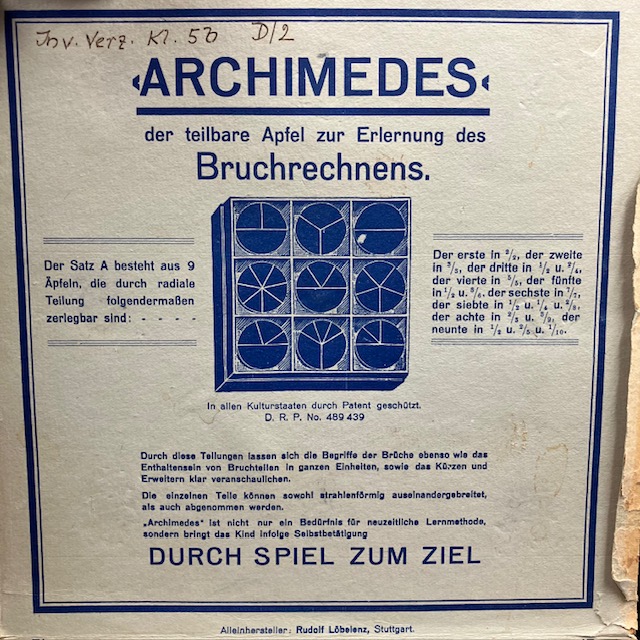 Inv. Verz. Kl. 5b D/2
‹ARCHIMEDES‹
der teilbare Apfel zur Erlernung des
Bruchrechnens.
Der Satz A besteht aus 9
Äpfeln, die durch radiale
Teilung folgendermaßen
zerlegbar sind: - - - -
Der erste in ²/₂, der zweite
in ³/₃, der dritte in ¹/₂ u. ²/₄,
der vierte in ⁵/₅, der fünfte
in ¹/₂ u. ³/₆, der sechste in ⁷/₇,
der siebte in ¹/₂ u. ¹/₄ u. ²/₈,
der achte in ²/₃ u. ³/₉, der
neunte in ¹/₂ u. ²/₅ u. ¹/₁₀.
In allen Kulturstaaten durch Patent geschützt.
D. R. P. No. 489 439
Durch diese Teilungen lassen sich die Begriffe der Brüche ebenso wie das
Enthaltensein von Bruchteilen in ganzen Einheiten, sowie das Kürzen und
Erweitern klar veranschaulichen.
Die einzelnen Teile können sowohl strahlenförmig auseinandergebreitet,
als auch abgenommen werden.
„Archimedes" ist nicht nur ein Bedürfnis für neuzeitliche Lernmethode,
sondern bringt das Kind infolge Selbstbetätigung
DURCH SPIEL ZUM ZIEL
Alleinhersteller: Rudolf Löbelenz, Stuttgart.